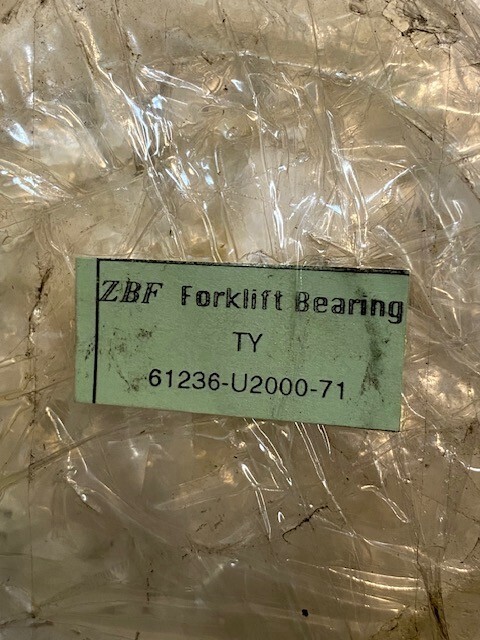 ZBF Forklift Bearing
TY
61236-U2000-71